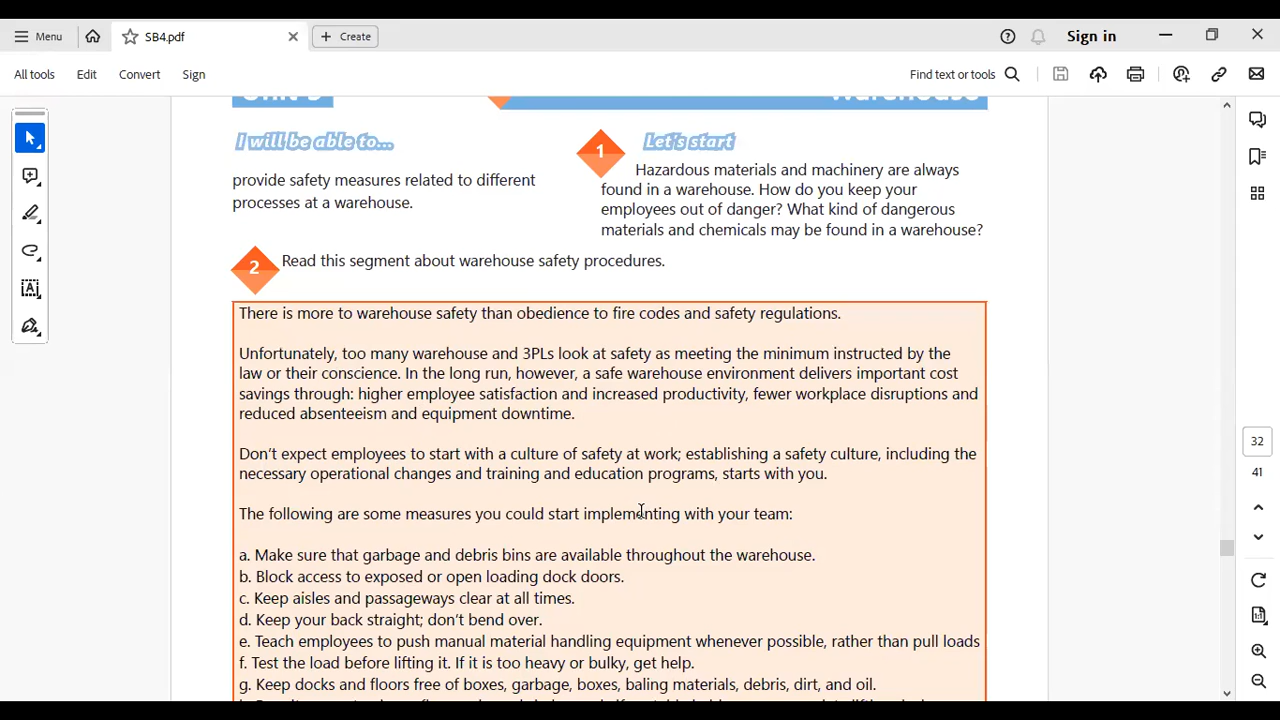 Menu
SB4.pdf
Create
Sign in
All tools
Edit
Convert
Sign
Find text or tools
Warehouse
I will be able to...
provide safety measures related to different
processes at a warehouse.
1
Let's start
Hazardous materials and machinery are always
found in a warehouse. How do you keep your
employees out of danger? What kind of dangerous
materials and chemicals may be found in a warehouse?
2
Read this segment about warehouse safety procedures.
There is more to warehouse safety than obedience to fire codes and safety regulations.
Unfortunately, too many warehouse and 3PLs look at safety as meeting the minimum instructed by the
law or their conscience. In the long run, however, a safe warehouse environment delivers important cost
savings through: higher employee satisfaction and increased productivity, fewer workplace disruptions and
reduced absenteeism and equipment downtime.
Don't expect employees to start with a culture of safety at work; establishing a safety culture, including the
necessary operational changes and training and education programs, starts with you.
The following are some measures you could start implementing with your team:
a. Make sure that garbage and debris bins are available throughout the warehouse.
b. Block access to exposed or open loading dock doors.
c. Keep aisles and passageways clear at all times.
d. Keep your back straight; don't bend over.
e. Teach employees to push manual material handling equipment whenever possible, rather than pull loads
f. Test the load before lifting it. If it is too heavy or bulky, get help.
g. Keep docks and floors free of boxes, garbage, boxes, baling materials, debris, dirt, and oil.
32
41